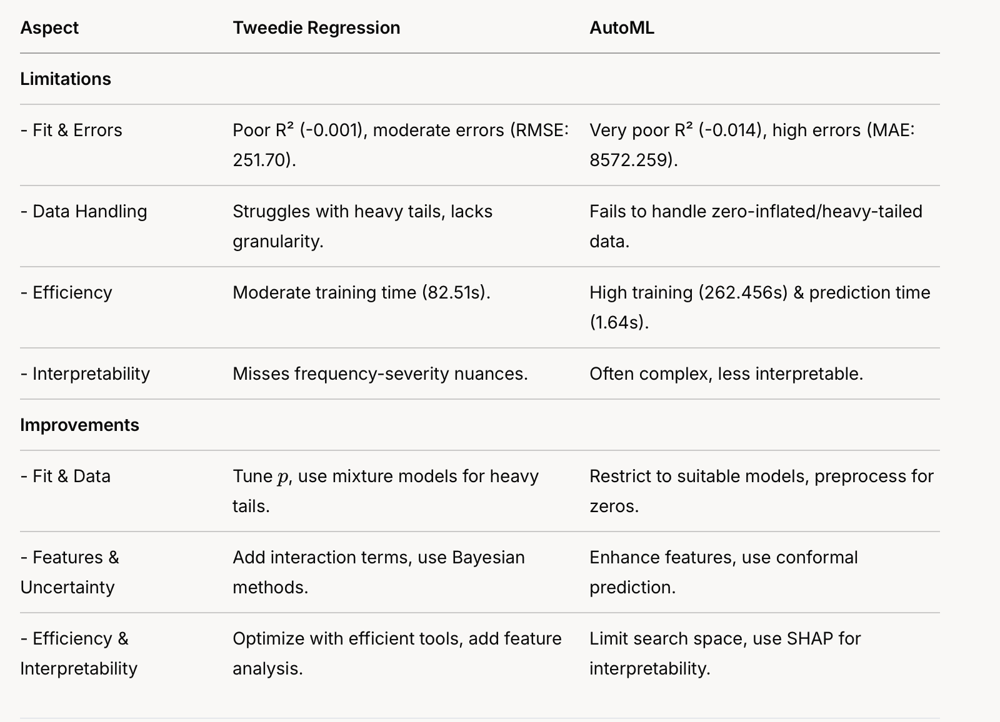 Aspect Tweedie Regression AutoML
Limitations
- Fit & Errors Poor R² (-0.001), moderate errors (RMSE: Very poor R² (-0.014), high errors (MAE:
251.70). 8572.259).
- Data Handling Struggles with heavy tails, lacks Fails to handle zero-inflated/heavy-tailed
granularity. data.
- Efficiency Moderate training time (82.51s). High training (262.456s) & prediction time
(1.64s).
- Interpretability Misses frequency-severity nuances. Often complex, less interpretable.
Improvements
- Fit & Data Tune p, use mixture models for heavy Restrict to suitable models, preprocess for
tails. zeros.
- Features & Add interaction terms, use Bayesian Enhance features, use conformal
Uncertainty methods. prediction.
- Efficiency & Optimize with efficient tools, add feature Limit search space, use SHAP for
Interpretability analysis. interpretability.